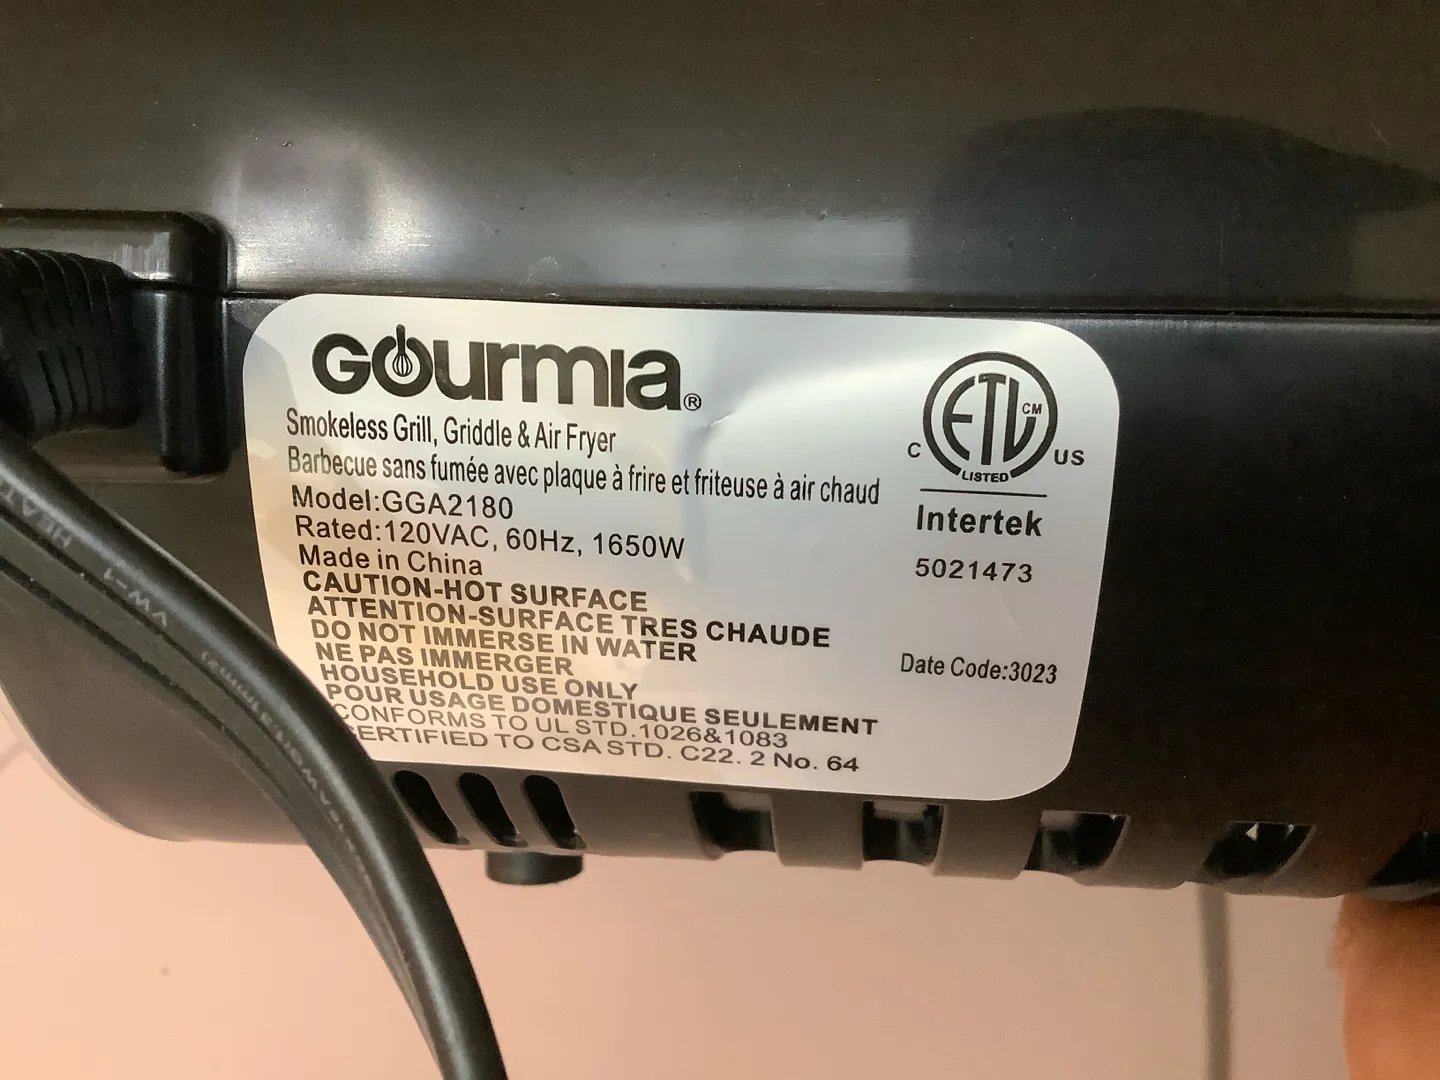 GOURMIA®
Smokeless Grill, Griddle & Air Fryer
Barbecue sans fumée avec plaque à frire et friteuse à air chaud
Model:GGA2180
Rated:120VAC, 60Hz, 1650W
Made in China
CAUTION-HOT SURFACE
ATTENTION-SURFACE TRES CHAUDE
DO NOT IMMERSE IN WATER
NE PAS IMMERGER
HOUSEHOLD USE ONLY
POUR USAGE DOMESTIQUE SEULEMENT
CONFORMS TO UL STD.1026&1083
CERTIFIED TO CSA STD. C22. 2 No. 64
ETL CM
C US
LISTED
Intertek
5021473
Date Code:3023
VW-1